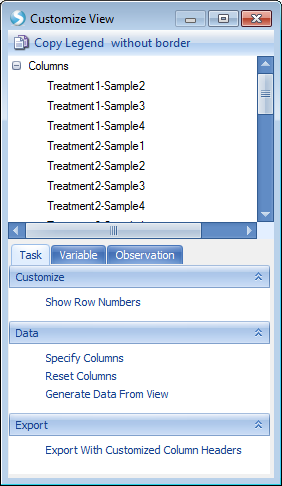 Customize View
Copy Legend without border
Columns
Treatment1-Sample2
Treatment1-Sample3
Treatment1-Sample4
Treatment2-Sample1
Treatment2-Sample2
Treatment2-Sample3
Treatment2-Sample4
Task Variable Observation
Customize
Show Row Numbers
Data
Specify Columns
Reset Columns
Generate Data From View
Export
Export With Customized Column Headers